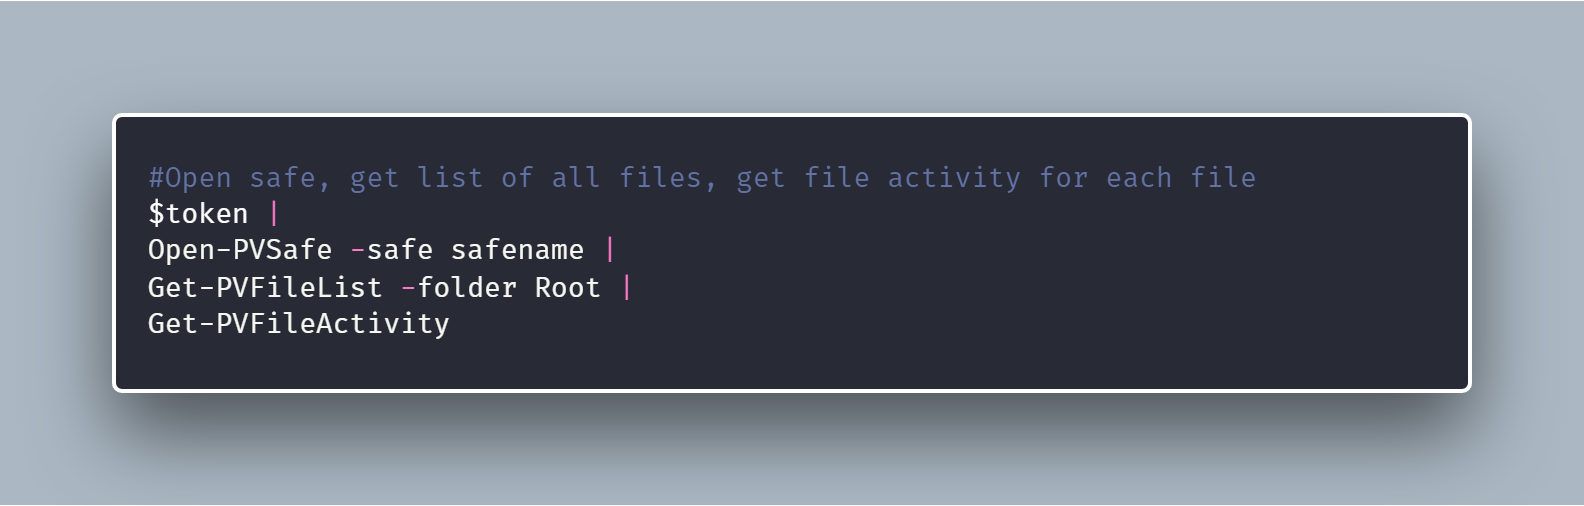 #Open safe, get list of all files, get file activity for each file
$token |
Open-PVSafe -safe safename |
Get-PVFileList -folder Root |
Get-PVFileActivity